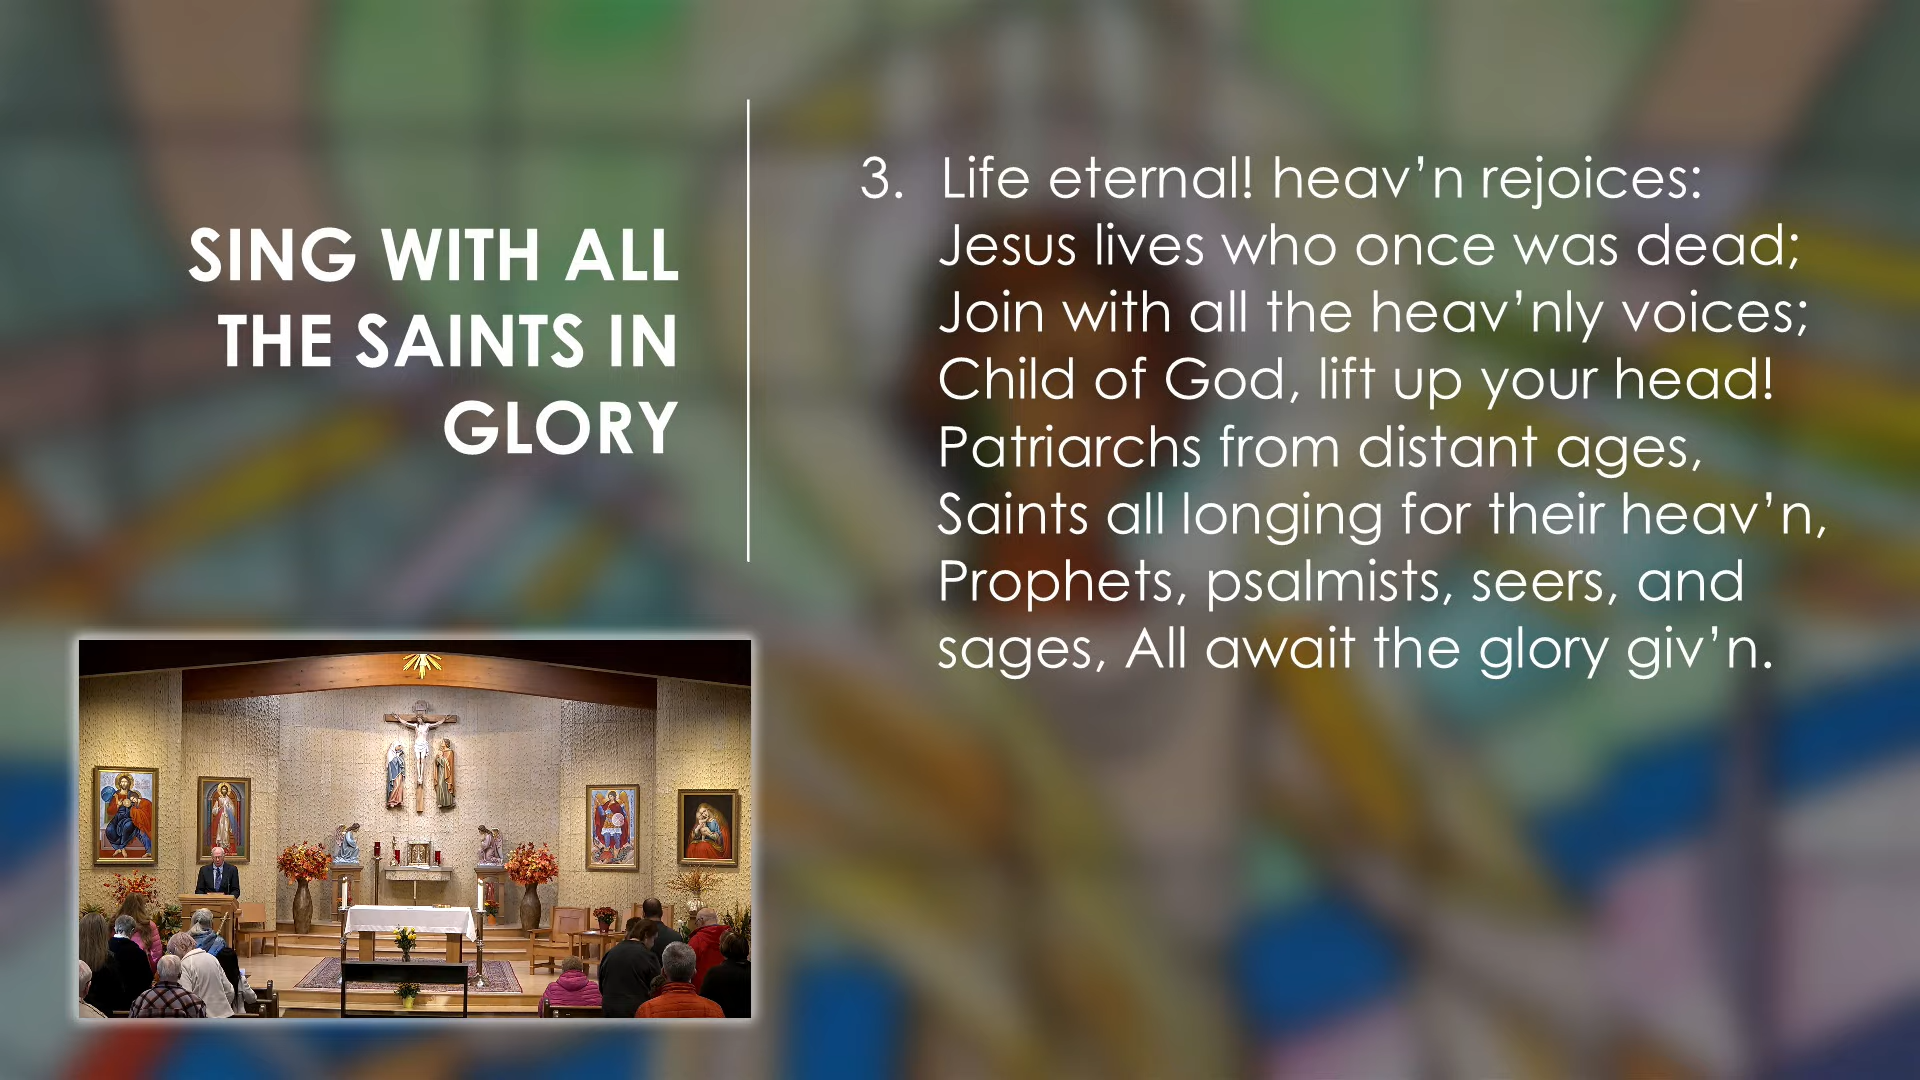 SING WITH ALL
THE SAINTS IN
GLORY
3. Life eternal! heav’n rejoices:
Jesus lives who once was dead;
Join with all the heav’nly voices;
Child of God, lift up your head!
Patriarchs from distant ages,
Saints all longing for their heav’n,
Prophets, psalmists, seers, and
sages, All await the glory giv’n.